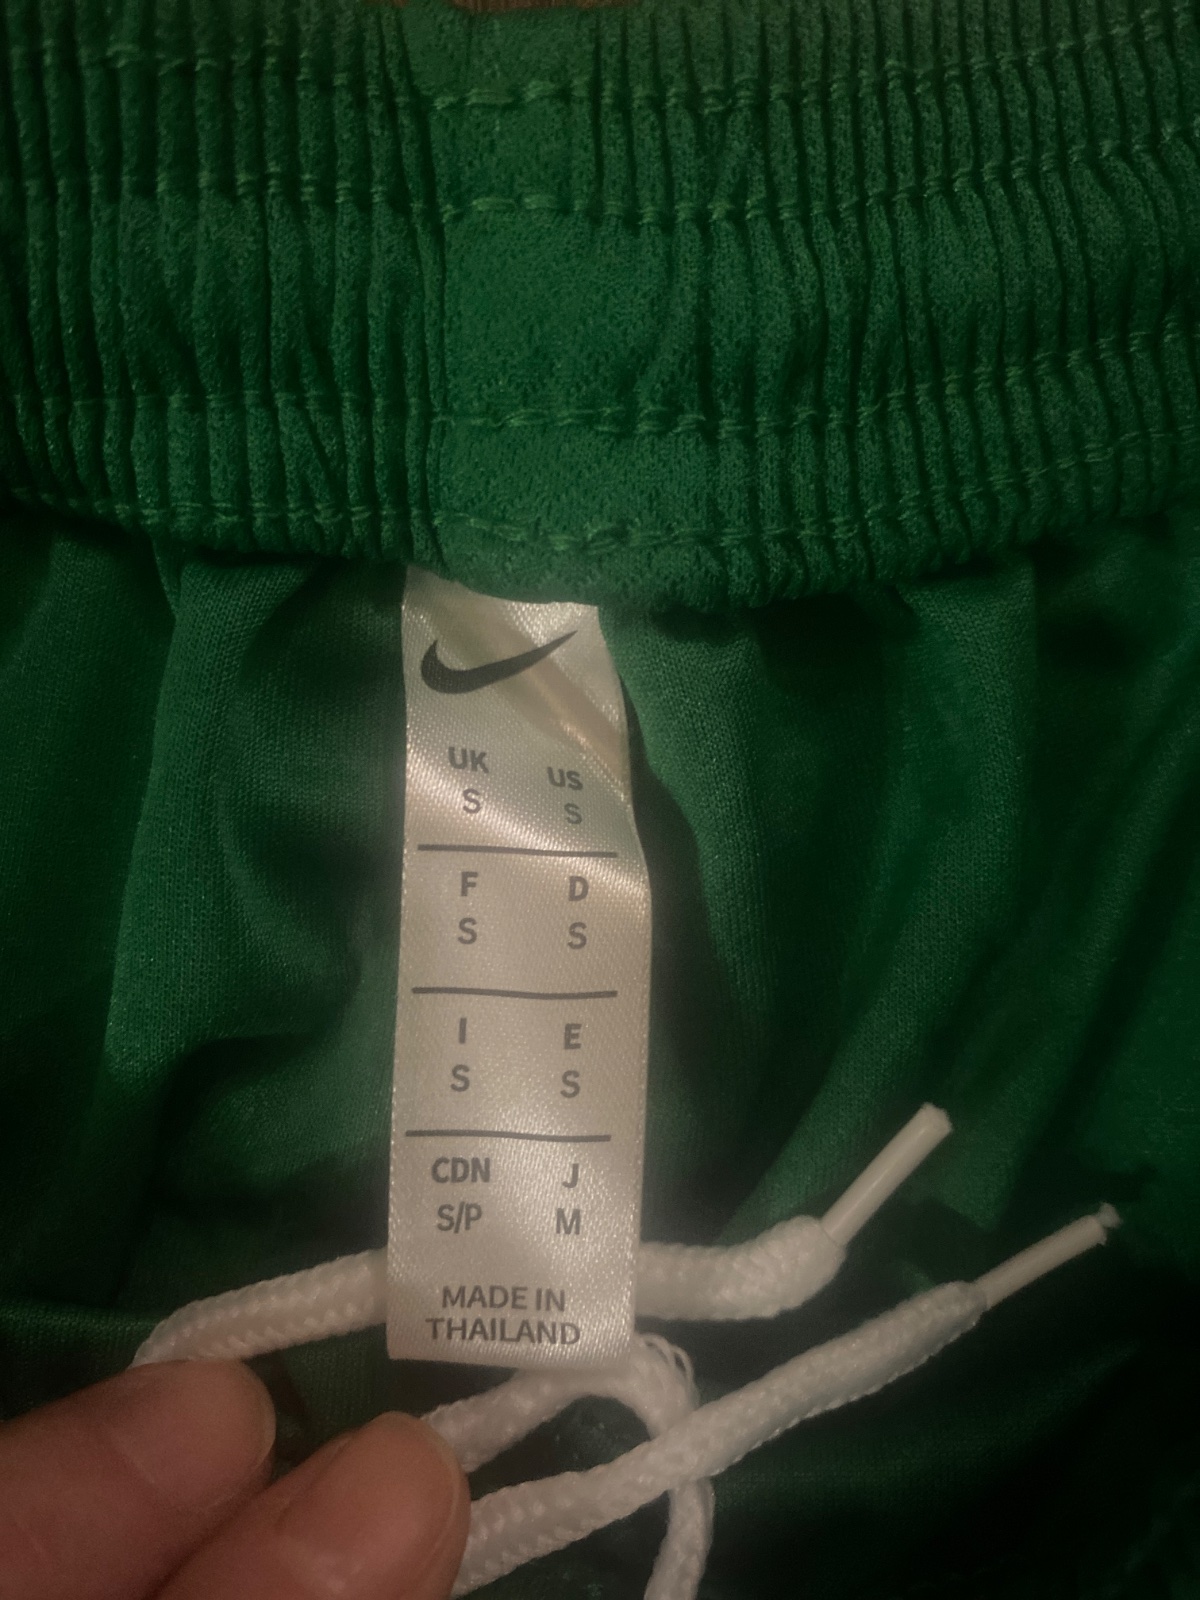 UK US
S S
F D
S S
I E
S S
CDN J
S/P M
MADE IN
THAILAND